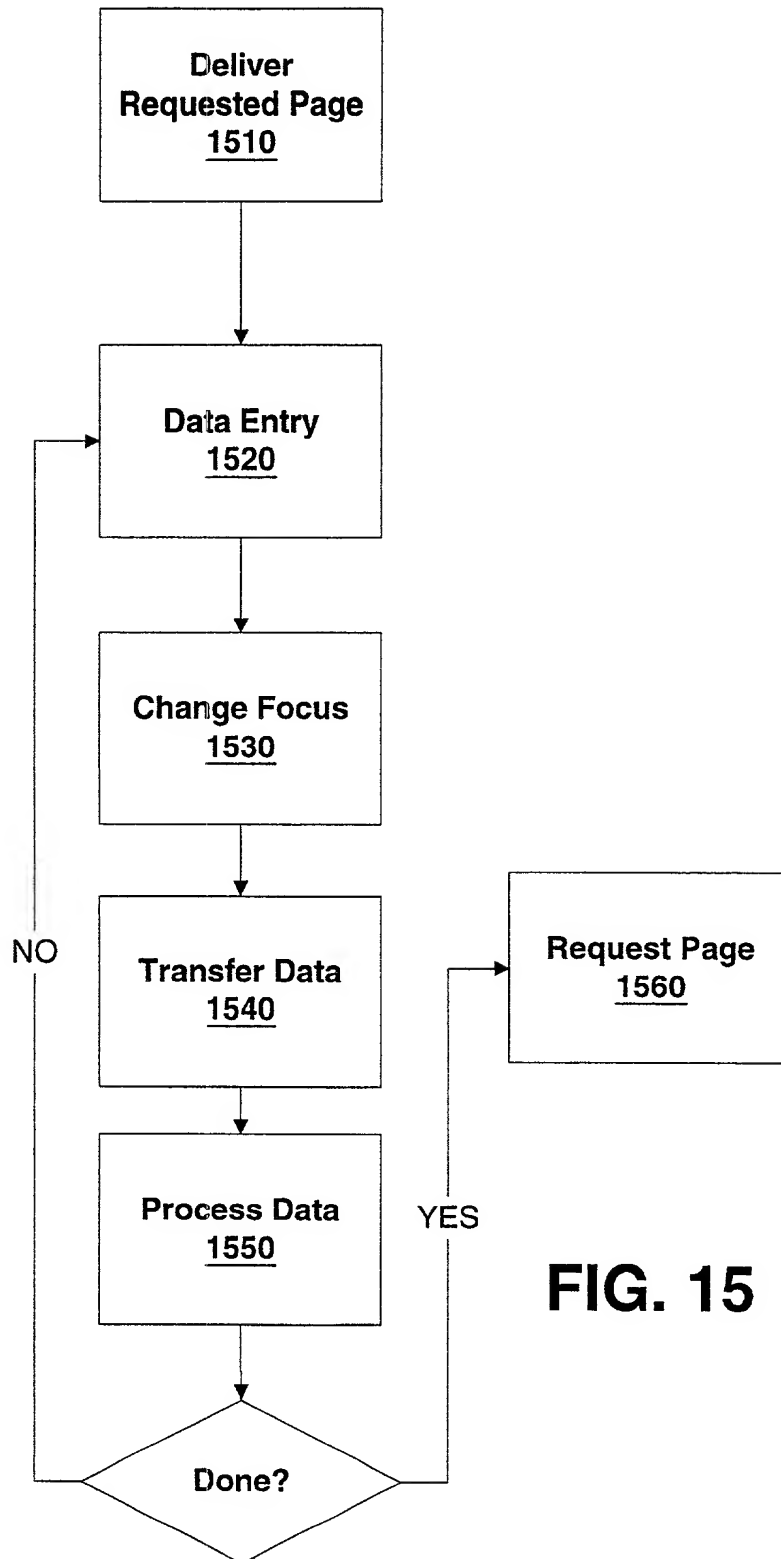 Deliver
Requested Page
1510
Data Entry
1520
Change Focus
1530
NO
Transfer Data
1540
Request Page
1560
Process Data
1550
YES
FIG. 15
Done?